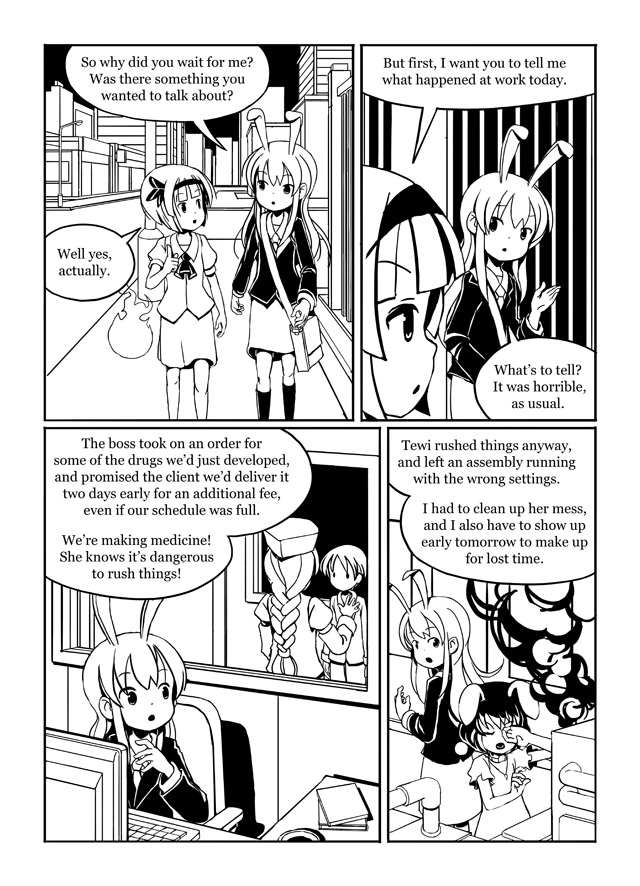 So why did you wait for me?
Was there something you
wanted to talk about?
Well yes,
actually.
But first, I want you to tell me
what happened at work today.
What's to tell?
It was horrible,
as usual.
The boss took on an order for
some of the drugs we'd just developed,
and promised the client we'd deliver it
two days early for an additional fee,
even if our schedule was full.
We're making medicine!
She knows it's dangerous
to rush things!
Tewi rushed things anyway,
and left an assembly running
with the wrong settings.
I had to clean up her mess,
and I also have to show up
early tomorrow to make up
for lost time.